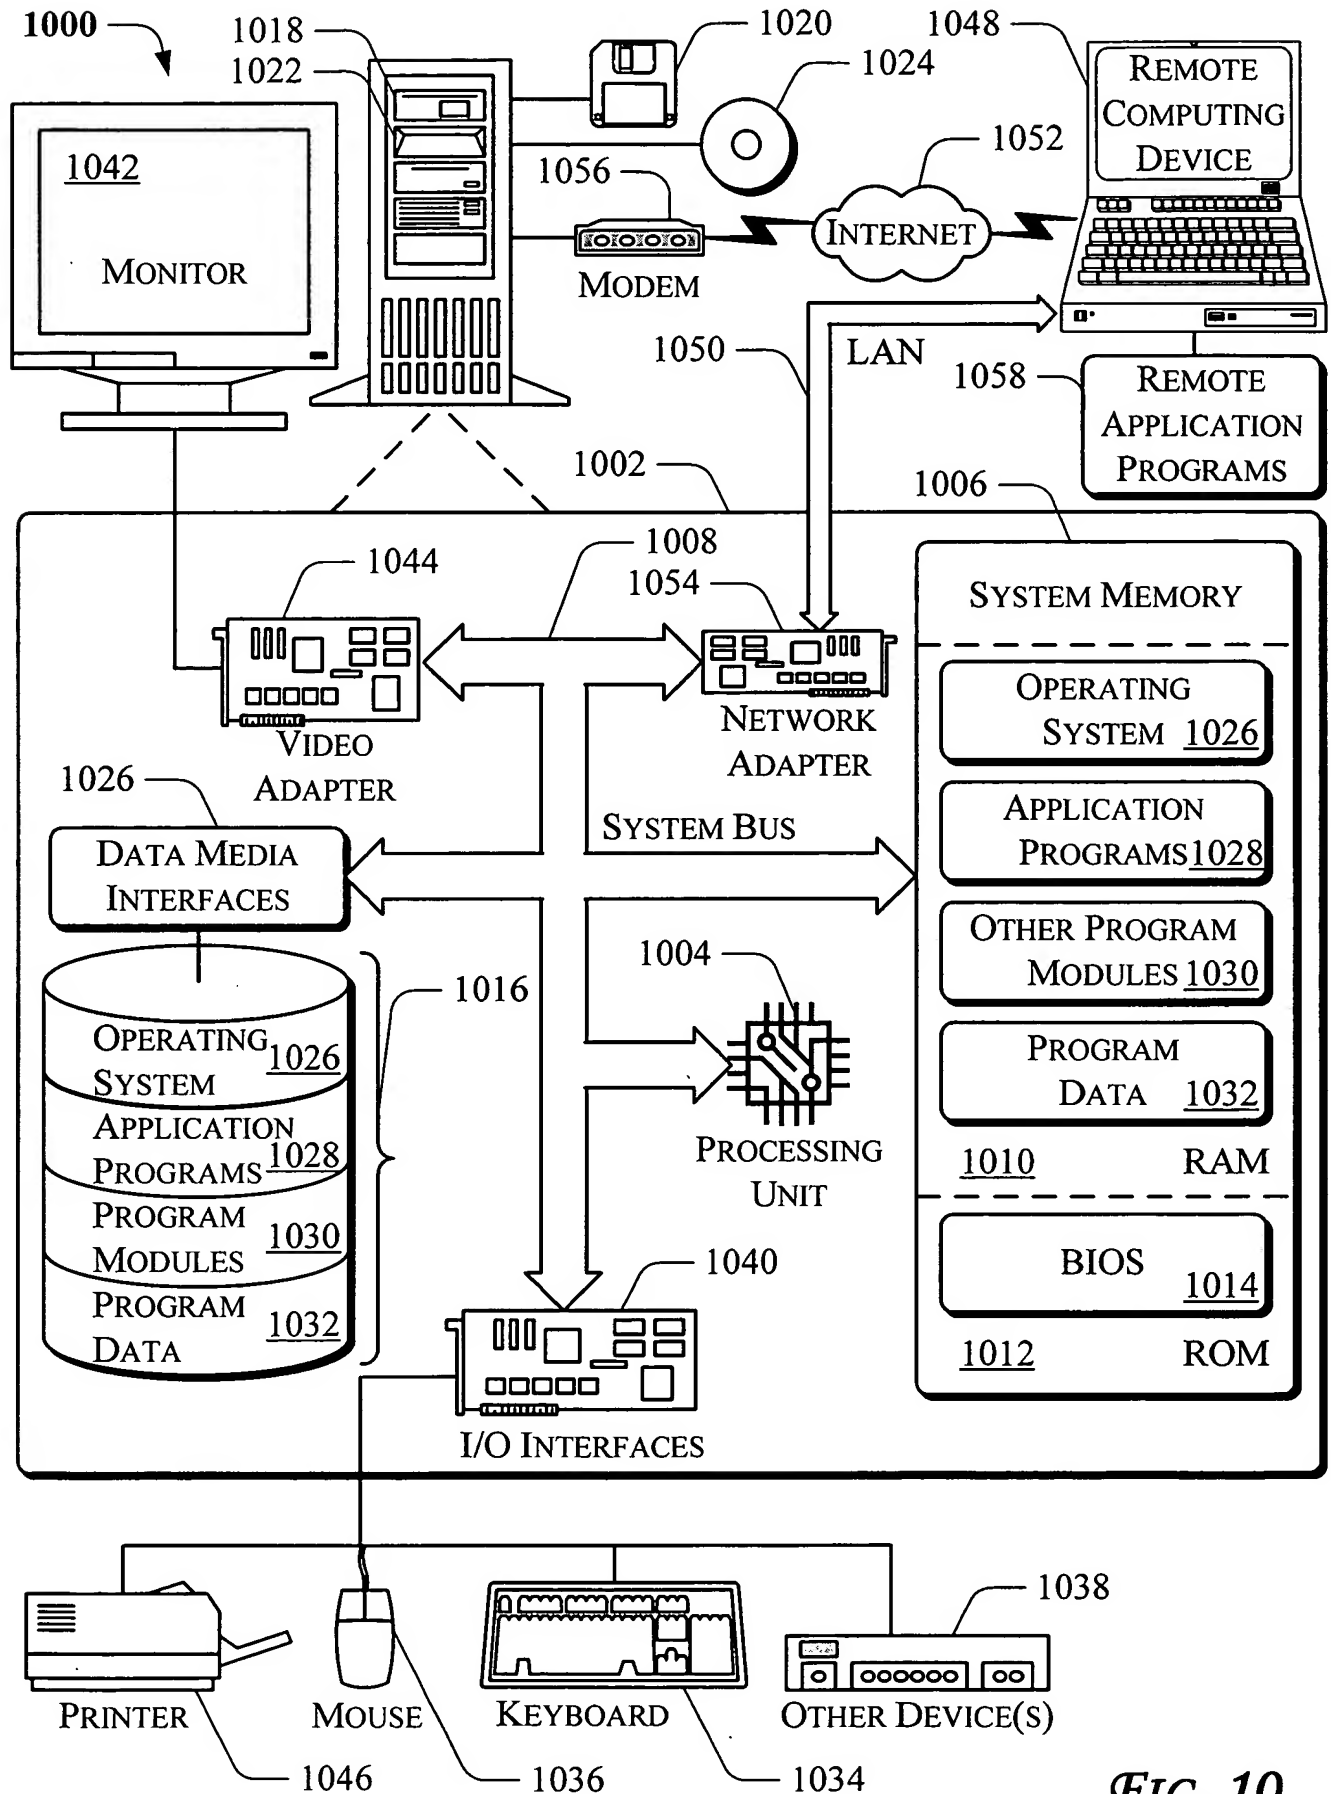 1000
1018
1022
1020
1024
1048
REMOTE
COMPUTING
DEVICE
1042
MONITOR
1056
MODEM
1052
INTERNET
1050
LAN
1058
REMOTE
APPLICATION
PROGRAMS
1002
1006
1044
1008
1054
SYSTEM MEMORY
VIDEO
ADAPTER
NETWORK
ADAPTER
OPERATING
SYSTEM 1026
1026
DATA MEDIA
INTERFACES
SYSTEM BUS
APPLICATION
PROGRAMS 1028
OTHER PROGRAM
MODULES 1030
1004
1016
OPERATING
SYSTEM 1026
APPLICATION
PROGRAMS 1028
PROGRAM
MODULES 1030
PROGRAM
DATA 1032
PROCESSING
UNIT
PROGRAM
DATA 1032
1010 RAM
BIOS
1014
1012 ROM
1040
I/O INTERFACES
1038
PRINTER
MOUSE
KEYBOARD
OTHER DEVICE(S)
1046
1036
1034
FIG. 10